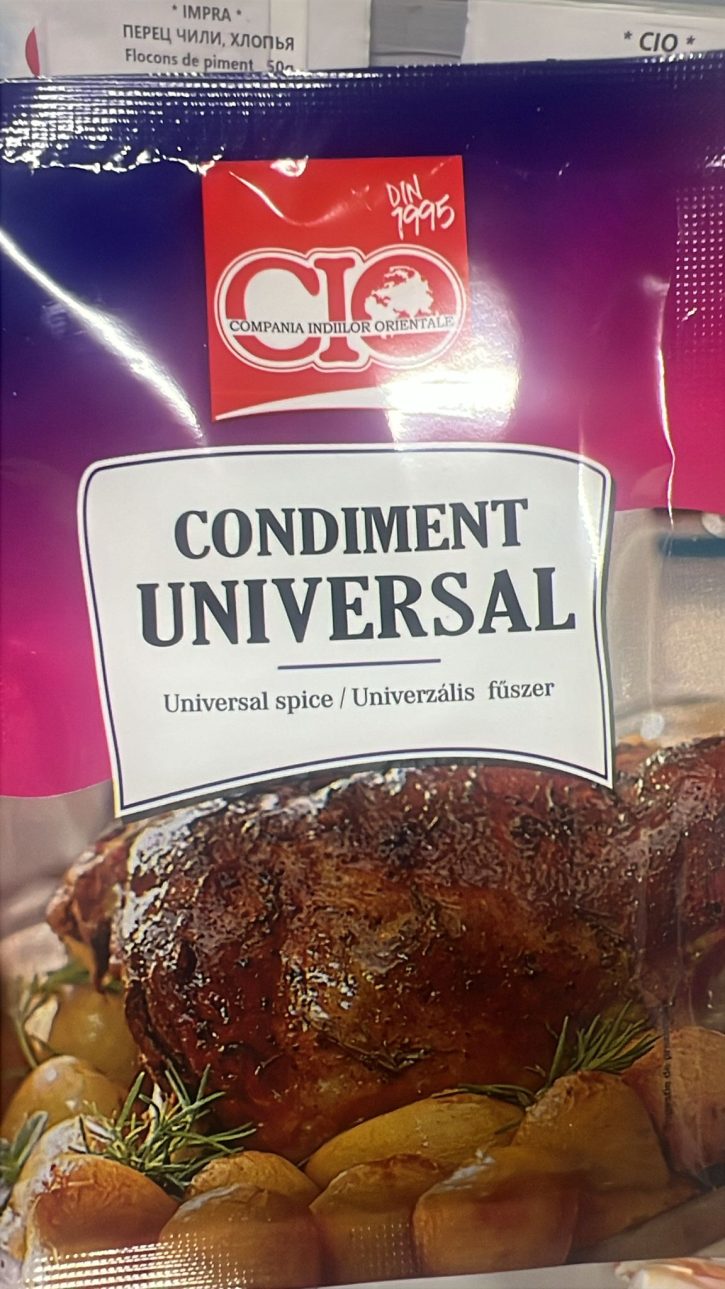 * IMPRA *
ПЕРЕЦ ЧИЛИ, ХЛОПЬЯ
Flocons de piment 50g
* CIO *
DIN
1995
CIO
COMPANIA INDIILOR ORIENTALE
CONDIMENT
UNIVERSAL
Universal spice / Univerzális fűszer